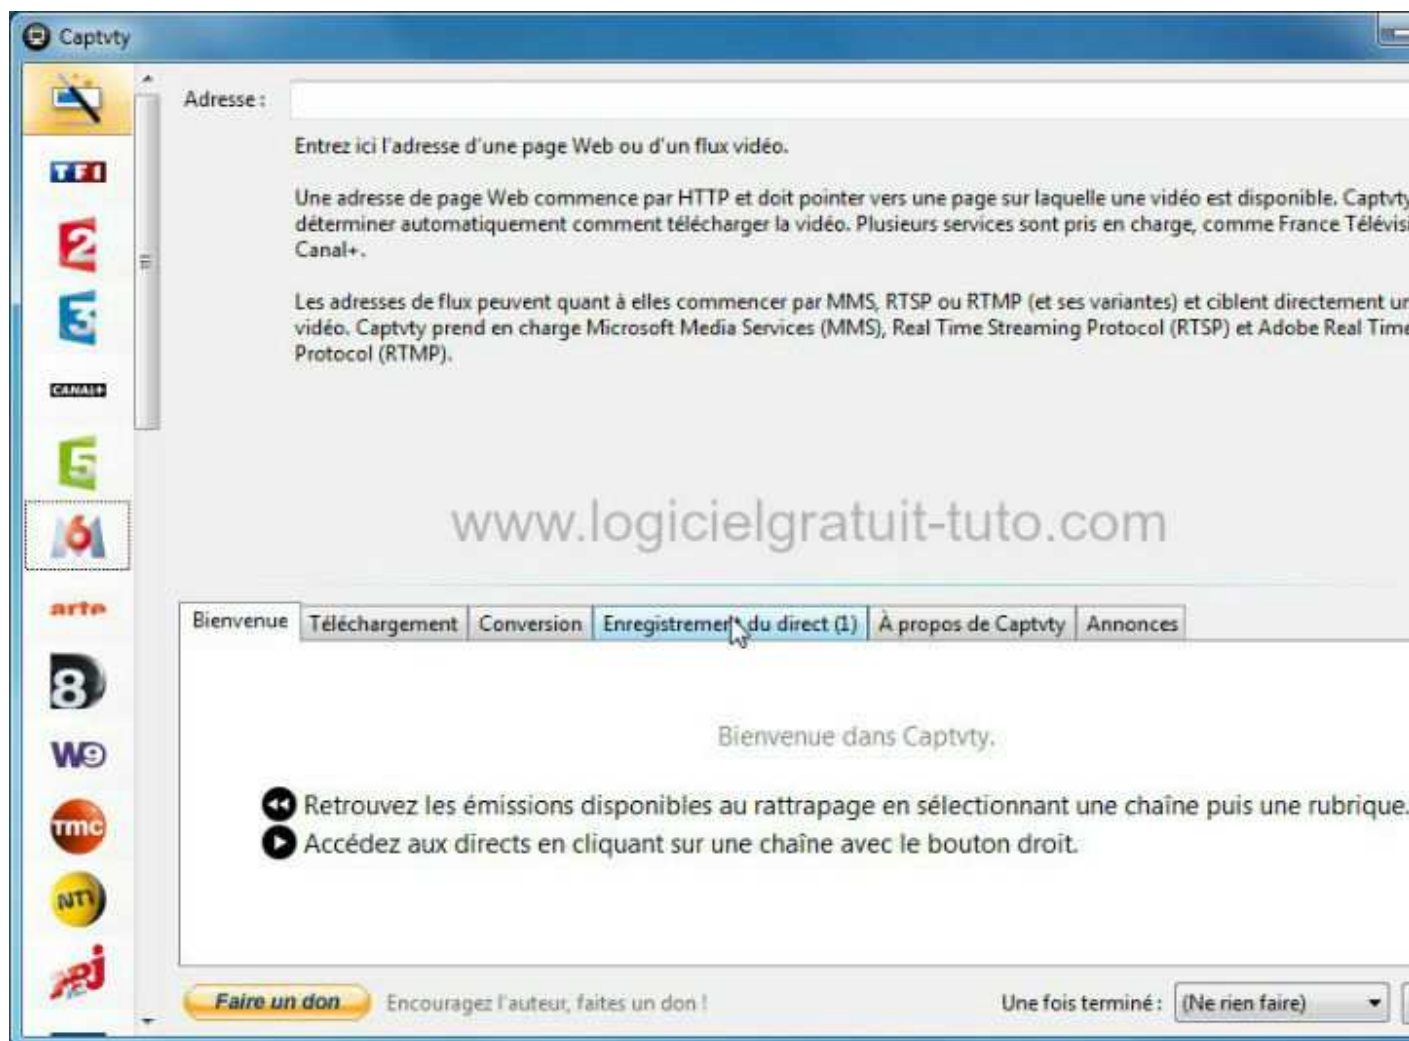 Captvty
Adresse :
Entrez ici l'adresse d'une page Web ou d'un flux vidéo.
Une adresse de page Web commence par HTTP et doit pointer vers une page sur laquelle une vidéo est disponible. Captvty
déterminer automatiquement comment télécharger la vidéo. Plusieurs services sont pris en charge, comme France Télévisi
Canal+.
Les adresses de flux peuvent quant à elles commencer par MMS, RTSP ou RTMP (et ses variantes) et ciblent directement un
vidéo. Captvty prend en charge Microsoft Media Services (MMS), Real Time Streaming Protocol (RTSP) et Adobe Real Time
Protocol (RTMP).
TF1
2
3
CANAL+
5
M6
arte
D8
W9
tmc
NT1
NRJ
www.logicielgratuit-tuto.com
Bienvenue Téléchargement Conversion Enregistrement du direct (1) À propos de Captvty Annonces
Bienvenue dans Captvty.
Retrouvez les émissions disponibles au rattrapage en sélectionnant une chaîne puis une rubrique.
Accédez aux directs en cliquant sur une chaîne avec le bouton droit.
Faire un don Encouragez l'auteur, faites un don ! Une fois terminé : (Ne rien faire)